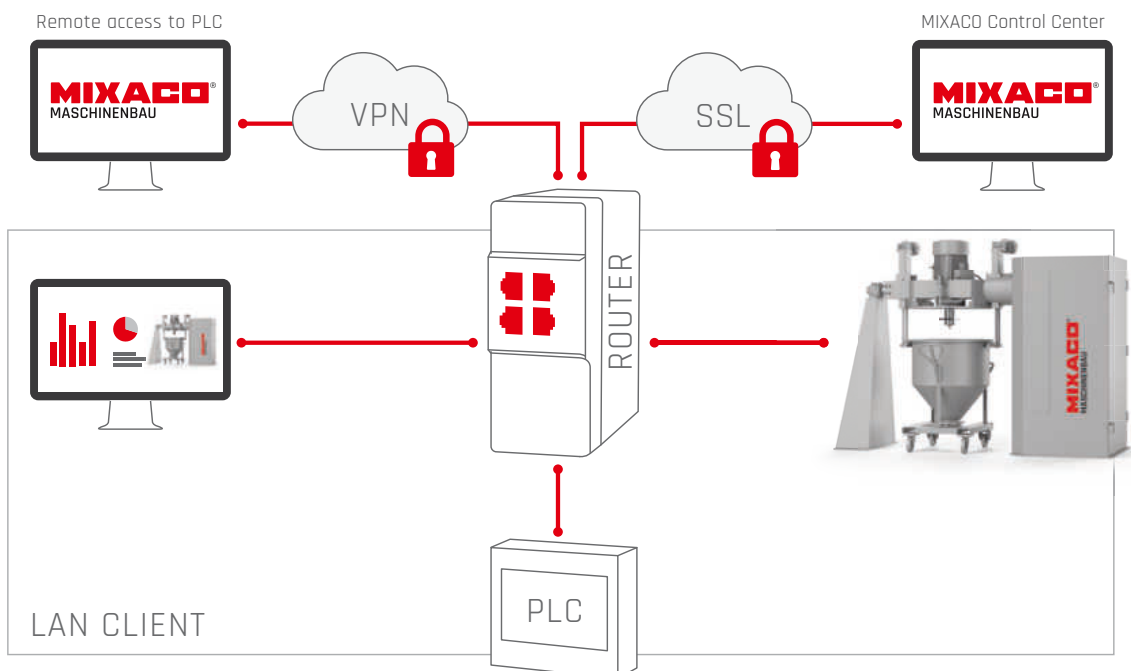 Remote access to PLC
MIXACO Control Center
MIXACO®
MASCHINENBAU
VPN
SSL
MIXACO®
MASCHINENBAU
ROUTER
MIXACO
MASCHINENBAU
PLC
LAN CLIENT